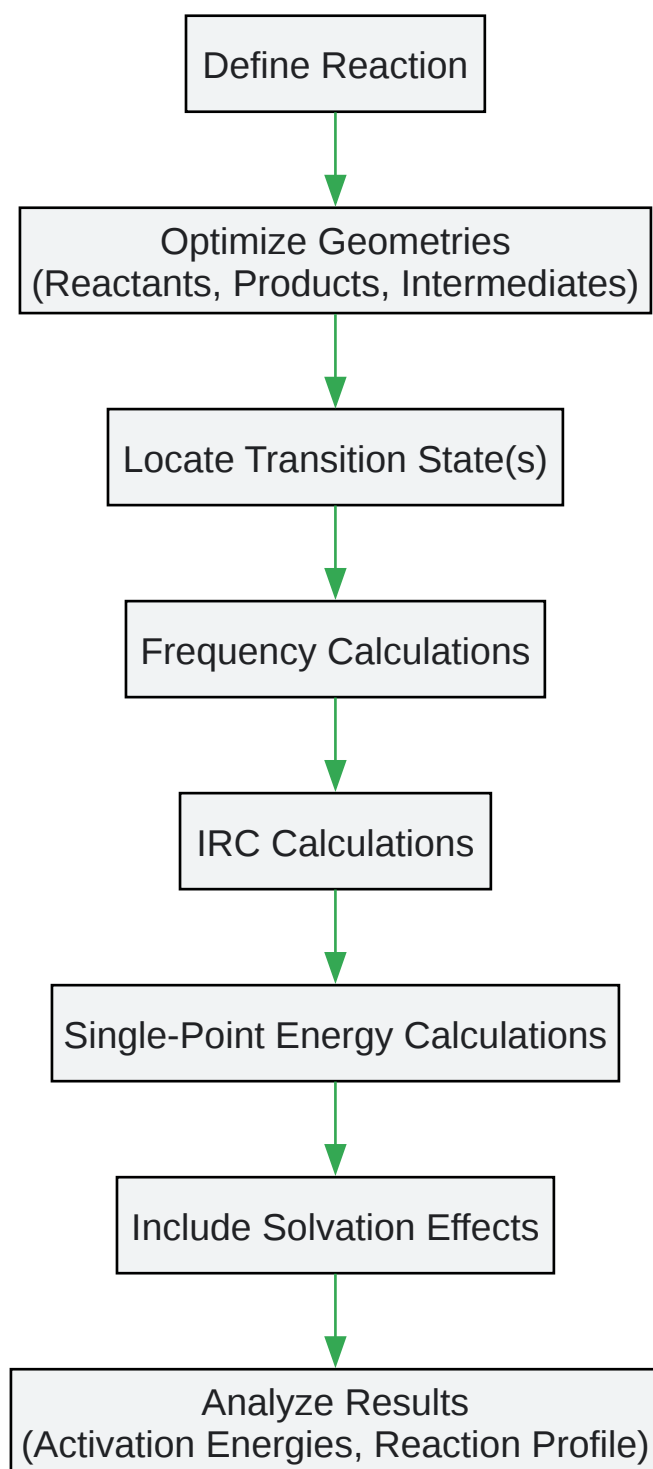 Define Reaction
Optimize Geometries
(Reactants, Products, Intermediates)
Locate Transition State(s)
Frequency Calculations
IRC Calculations
Single-Point Energy Calculations
Include Solvation Effects
Analyze Results
(Activation Energies, Reaction Profile)